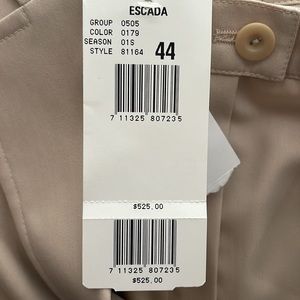 ESCADA
GROUP 0505
COLOR 0179
SEASON 01S
STYLE 81164
44
7 11325 807235
$525.00
7 11325 807235
$525.00